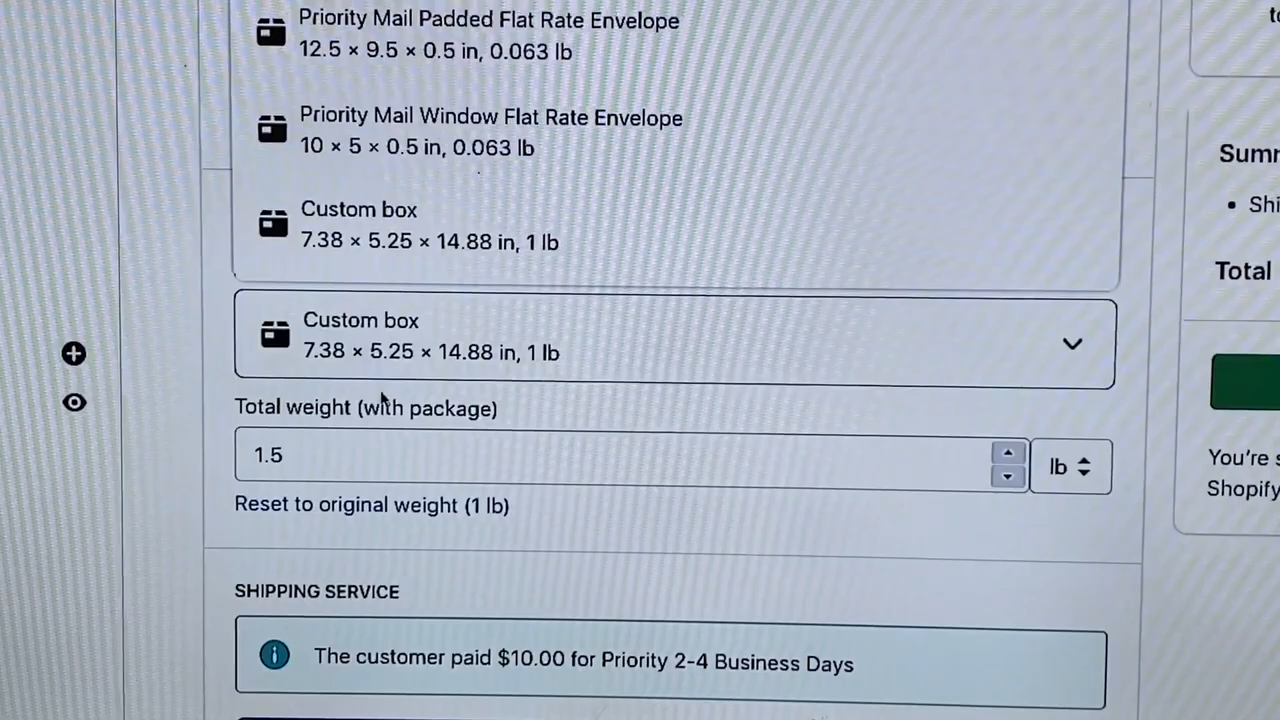 Priority Mail Padded Flat Rate Envelope
12.5 × 9.5 × 0.5 in, 0.063 lb
Priority Mail Window Flat Rate Envelope
10 × 5 × 0.5 in, 0.063 lb
Custom box
7.38 × 5.25 × 14.88 in, 1 lb
Custom box
7.38 × 5.25 × 14.88 in, 1 lb
Total weight (with package)
1.5
lb
Reset to original weight (1 lb)
SHIPPING SERVICE
The customer paid $10.00 for Priority 2-4 Business Days
Total
You're
Shopify